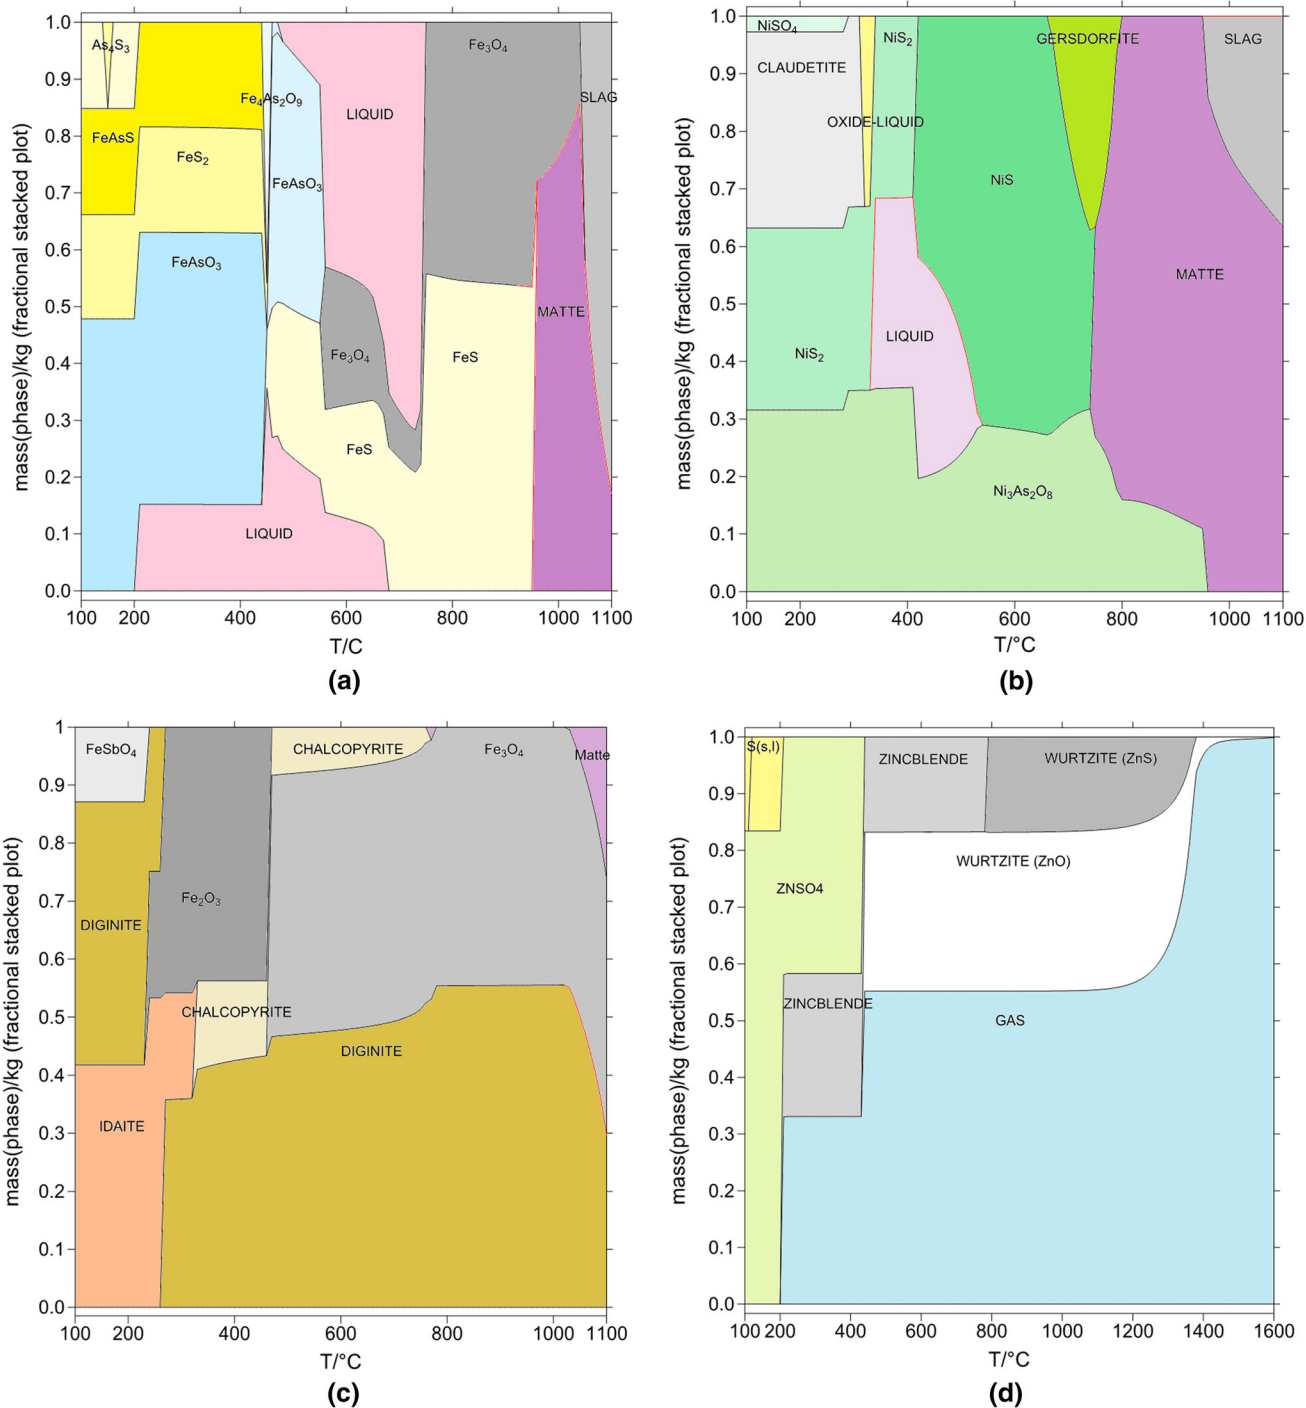 mass(phase)/kg (fractional stacked plot)
1.0
0.9
0.8
0.7
0.6
0.5
0.4
0.3
0.2
0.1
0.0
As₄S₃
Fe₃O₄
Fe₄As₂O₉
SLAG
LIQUID
FeAsS
FeS₂
FeAsO₃
FeAsO₃
MATTE
Fe₃O₄
FeS
FeS
LIQUID
100 200 400 600 800 1000 1100
T/C
(a)
mass(phase)/kg (fractional stacked plot)
1.0
0.9
0.8
0.7
0.6
0.5
0.4
0.3
0.2
0.1
0.0
NiSO₄
NiS₂
GERSDORFITE
SLAG
CLAUDETITE
OXIDE-LIQUID
NiS
MATTE
LIQUID
NiS₂
Ni₃As₂O₈
100 200 400 600 800 1000 1100
T/°C
(b)
mass(phase)/kg (fractional stacked plot)
1
0.9
0.8
0.7
0.6
0.5
0.4
0.3
0.2
0.1
0.0
FeSbO₄
CHALCOPYRITE
Fe₃O₄
Matte
Fe₂O₃
DIGINITE
CHALCOPYRITE
DIGINITE
IDAITE
100 200 400 600 800 1000 1100
T/°C
(c)
mass(phase)/kg (fractional stacked plot)
1
0.9
0.8
0.7
0.6
0.5
0.4
0.3
0.2
0.1
0.0
S(s,l)
ZINCBLENDE
WURTZITE (ZnS)
WURTZITE (ZnO)
ZNSO4
ZINCBLENDE
GAS
100 200 400 600 800 1000 1200 1400 1600
T/°C
(d)